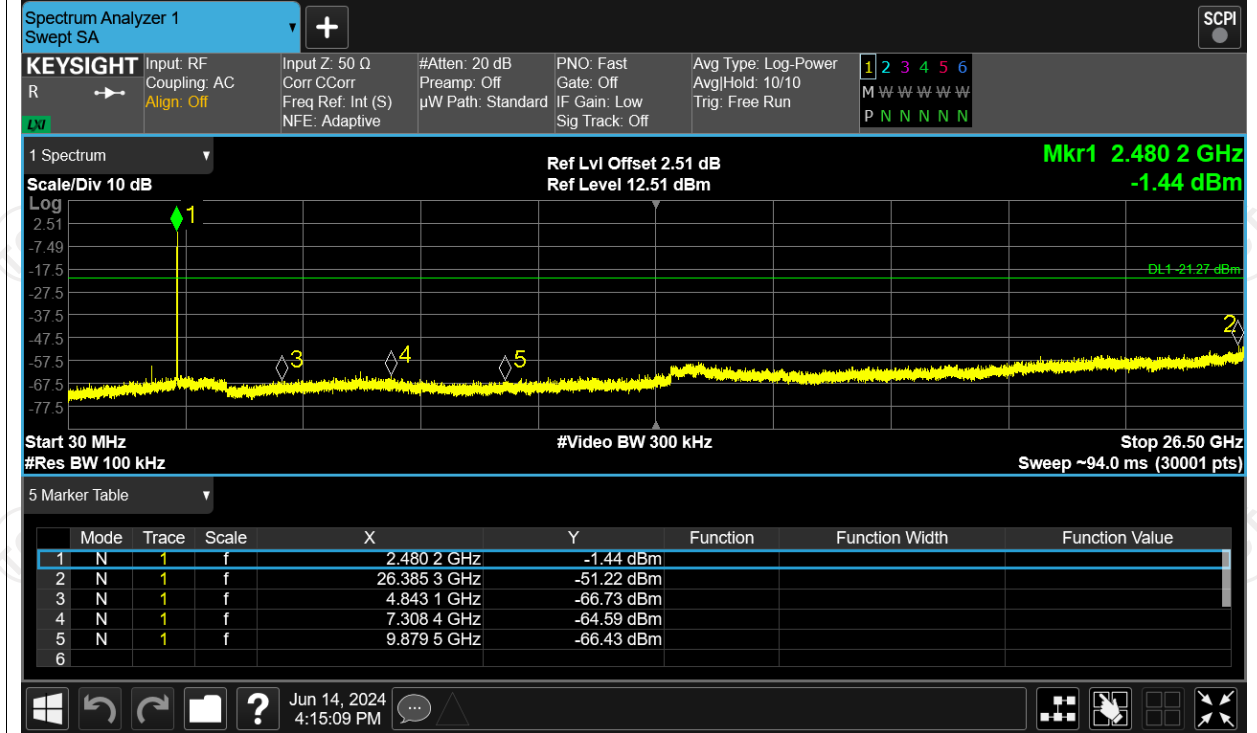 Spectrum Analyzer 1
Swept SA
+
SCPI
KEYSIGHT
R
LXI
Input: RF
Coupling: AC
Align: Off
Input Z: 50 Ω
Corr CCorr
Freq Ref: Int (S)
NFE: Adaptive
#Atten: 20 dB
Preamp: Off
µW Path: Standard
PNO: Fast
Gate: Off
IF Gain: Low
Sig Track: Off
Avg Type: Log-Power
Avg|Hold: 10/10
Trig: Free Run
1 2 3 4 5 6
M W W W W W
P N N N N N
1 Spectrum
Scale/Div 10 dB
Ref Lvl Offset 2.51 dB
Ref Level 12.51 dBm
Mkr1 2.480 2 GHz
-1.44 dBm
Log
2.51
-7.49
-17.5
-27.5
-37.5
-47.5
-57.5
-67.5
-77.5
1
DL1 -21.27 dBm
2
3
4
5
Start 30 MHz
#Video BW 300 kHz
Stop 26.50 GHz
#Res BW 100 kHz
Sweep ~94.0 ms (30001 pts)
5 Marker Table
Mode Trace Scale X Y Function Function Width Function Value
1 N 1 f 2.480 2 GHz -1.44 dBm
2 N 1 f 26.385 3 GHz -51.22 dBm
3 N 1 f 4.843 1 GHz -66.73 dBm
4 N 1 f 7.308 4 GHz -64.59 dBm
5 N 1 f 9.879 5 GHz -66.43 dBm
6
?
Jun 14, 2024
4:15:09 PM